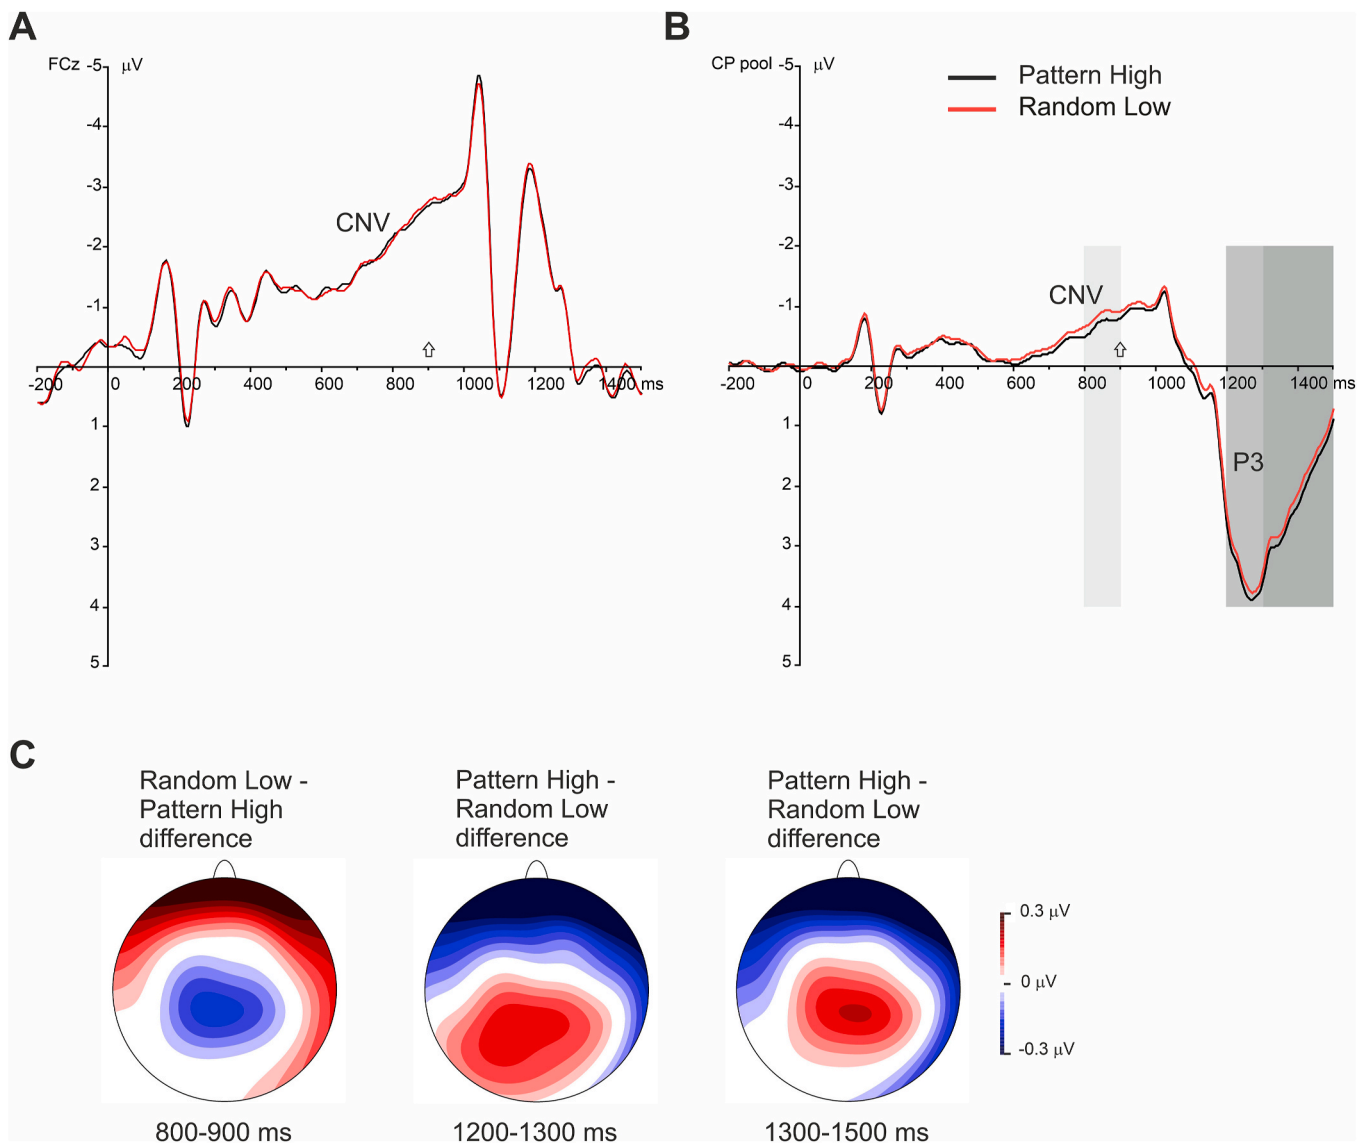 A
B
FCz -5 μV
-4
-3
-2
-1
1
2
3
4
5
CNV
-200 0 200 400 600 800 1000 1200 1400 ms
CP pool -5 μV
-4
-3
-2
-1
1
2
3
4
5
Pattern High
Random Low
CNV
P3
-200 0 200 400 600 800 1000 1200 1400 ms
C
Random Low -
Pattern High
difference
Pattern High -
Random Low
difference
Pattern High -
Random Low
difference
0.3 μV
0 μV
-0.3 μV
800-900 ms
1200-1300 ms
1300-1500 ms